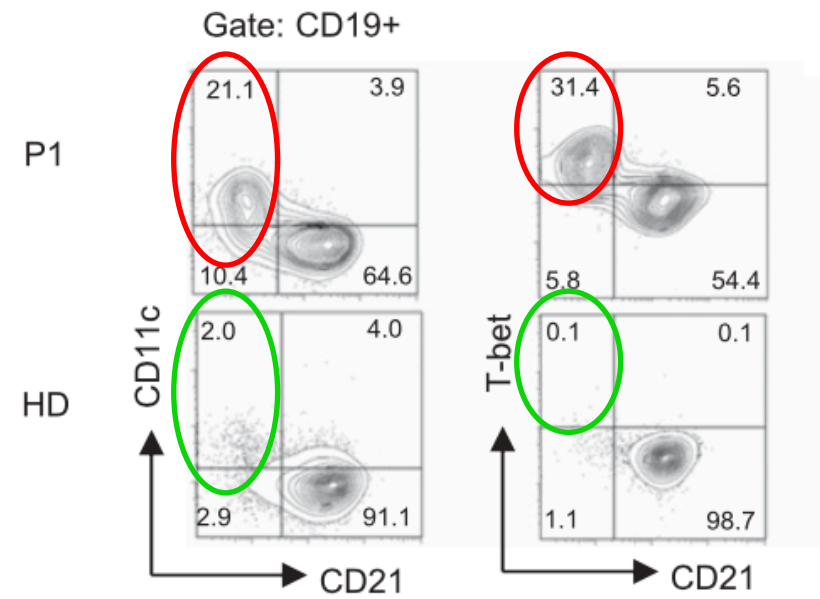 Gate: CD19+
P1
21.1 3.9
10.4 64.6
31.4 5.6
5.8 54.4
HD
CD11c
2.0 4.0
2.9 91.1
CD21
T-bet
0.1 0.1
1.1 98.7
CD21